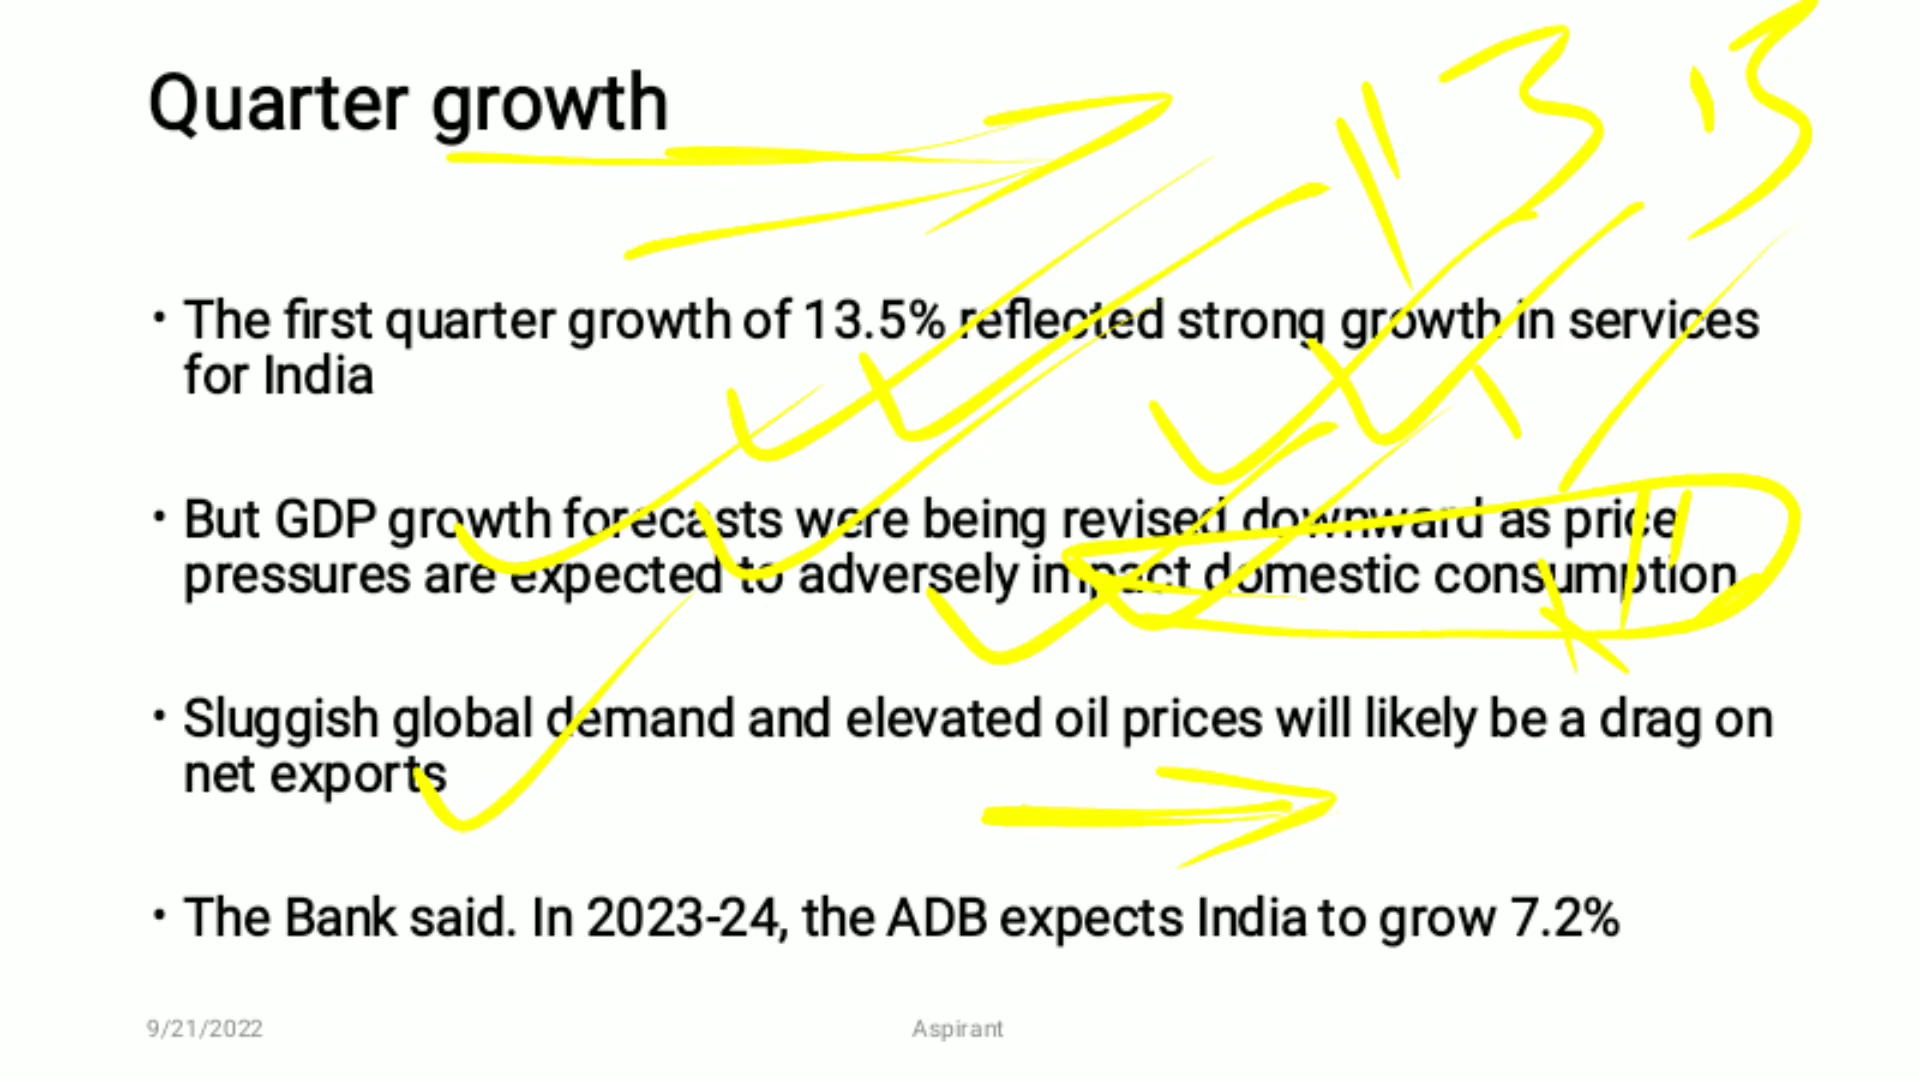 Quarter growth
• The first quarter growth of 13.5% reflected strong growth in services
for India
• But GDP growth forecasts were being revised downward as price
pressures are expected to adversely impact domestic consumption
• Sluggish global demand and elevated oil prices will likely be a drag on
net exports
• The Bank said. In 2023-24, the ADB expects India to grow 7.2%
9/21/2022
Aspirant